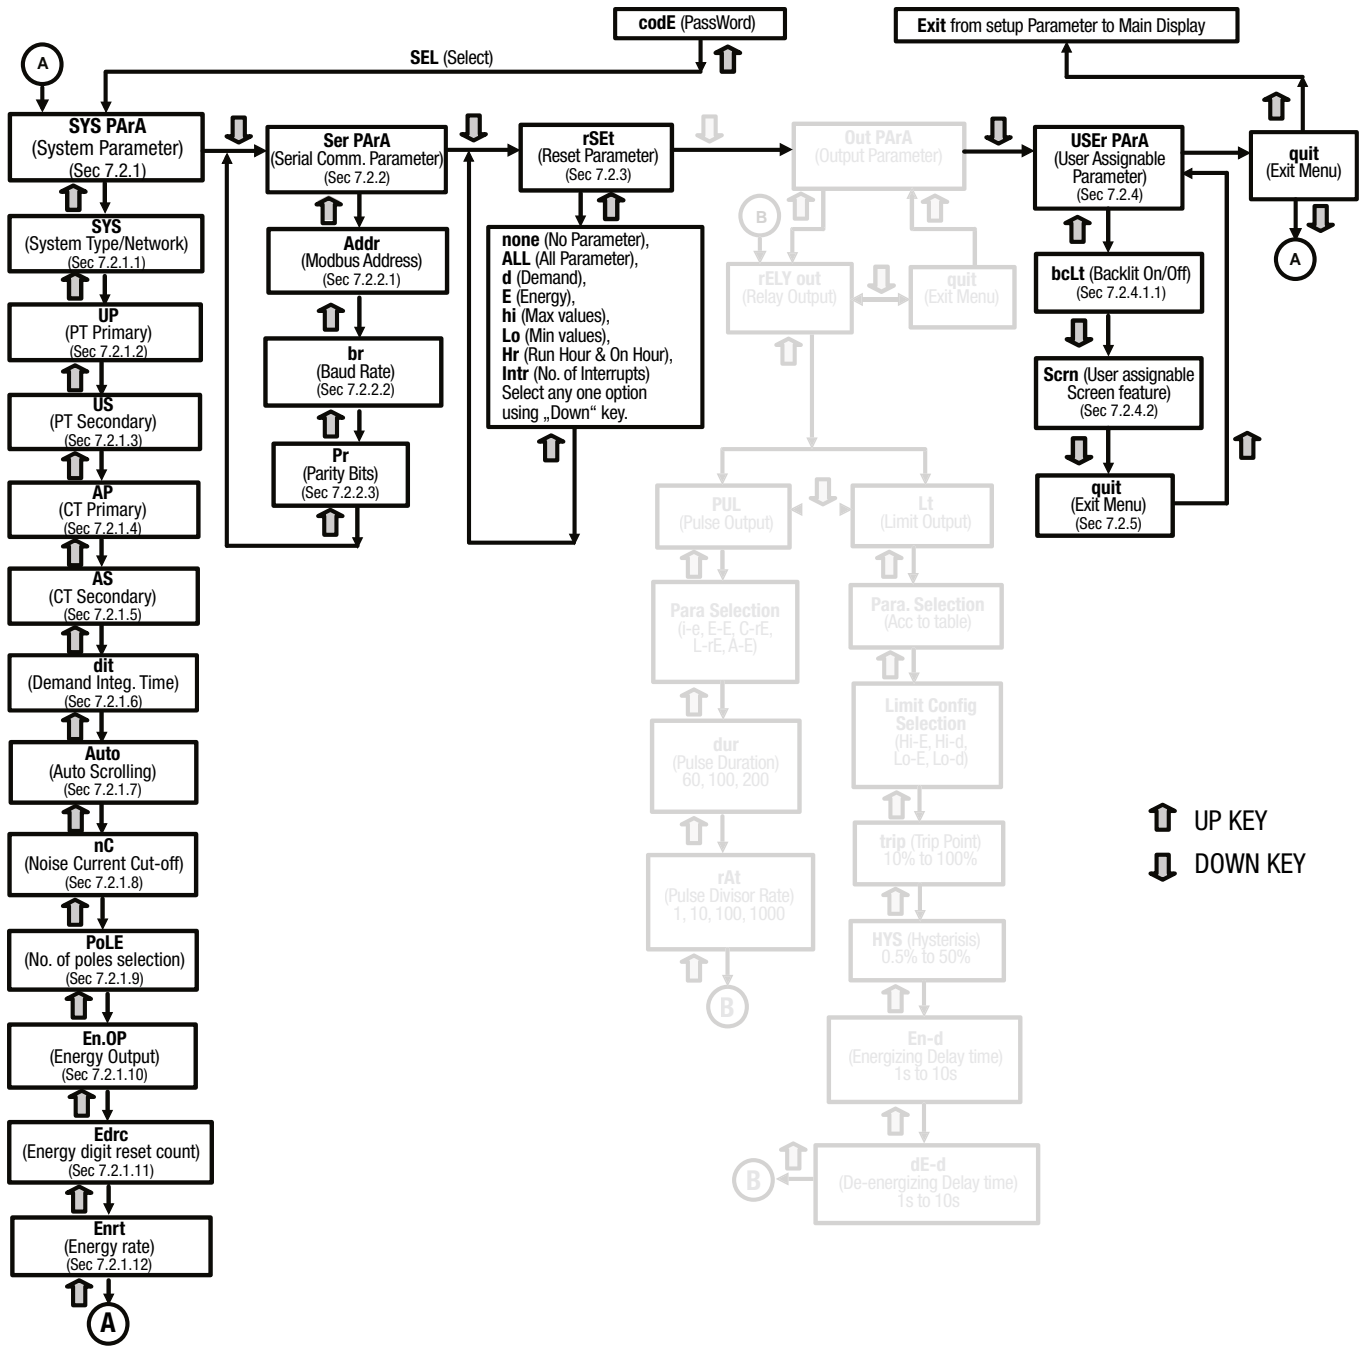 codE (PassWord)
Exit from setup Parameter to Main Display
SEL (Select)
A
SYS PArA
(System Parameter)
(Sec 7.2.1)
Ser PArA
(Serial Comm. Parameter)
(Sec 7.2.2)
rSEt
(Reset Parameter)
(Sec 7.2.3)
Out PArA
(Output Parameter)
USEr PArA
(User Assignable
Parameter)
(Sec 7.2.4)
quit
(Exit Menu)
A
SYS
(System Type/Network)
(Sec 7.2.1.1)
UP
(PT Primary)
(Sec 7.2.1.2)
US
(PT Secondary)
(Sec 7.2.1.3)
AP
(CT Primary)
(Sec 7.2.1.4)
AS
(CT Secondary)
(Sec 7.2.1.5)
dit
(Demand Integ. Time)
(Sec 7.2.1.6)
Auto
(Auto Scrolling)
(Sec 7.2.1.7)
nC
(Noise Current Cut-off)
(Sec 7.2.1.8)
PoLE
(No. of poles selection)
(Sec 7.2.1.9)
En.OP
(Energy Output)
(Sec 7.2.1.10)
Edrc
(Energy digit reset count)
(Sec 7.2.1.11)
Enrt
(Energy rate)
(Sec 7.2.1.12)
A
Addr
(Modbus Address)
(Sec 7.2.2.1)
br
(Baud Rate)
(Sec 7.2.2.2)
Pr
(Parity Bits)
(Sec 7.2.2.3)
none (No Parameter),
ALL (All Parameter),
d (Demand),
E (Energy),
hi (Max values),
Lo (Min values),
Hr (Run Hour & On Hour),
Intr (No. of Interrupts)
Select any one option
using „Down“ key.
B
rELY out
(Relay Output)
quit
(Exit Menu)
PUL
(Pulse Output)
Para Selection
(i-e, E-E, C-rE,
L-rE, A-E)
dur
(Pulse Duration)
60, 100, 200
rAt
(Pulse Divisor Rate)
1, 10, 100, 1000
B
Lt
(Limit Output)
Para. Selection
(Acc to table)
Limit Config
Selection
(Hi-E, Hi-d,
Lo-E, Lo-d)
trip (Trip Point)
10% to 100%
HYS (Hysterisis)
0.5% to 50%
En-d
(Energizing Delay time)
1s to 10s
dE-d
(De-energizing Delay time)
1s to 10s
B
bcLt (Backlit On/Off)
(Sec 7.2.4.1.1)
Scrn (User assignable
Screen feature)
(Sec 7.2.4.2)
quit
(Exit Menu)
(Sec 7.2.5)
UP KEY
DOWN KEY